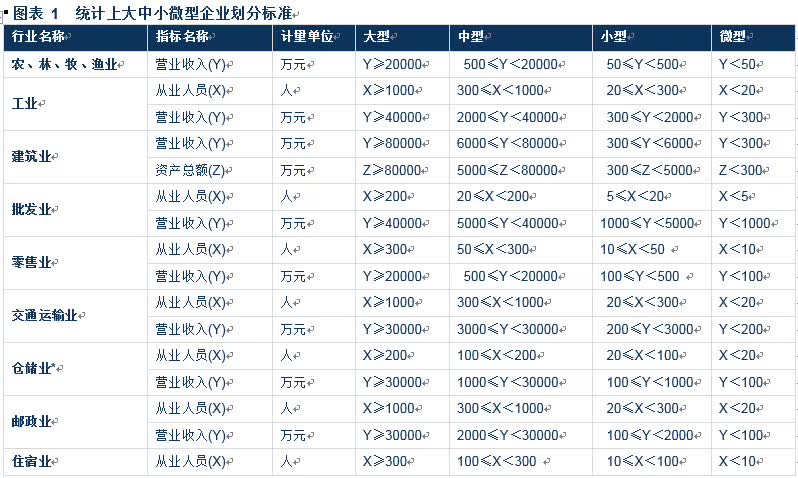 图表 1 统计上大中小微型企业划分标准
行业名称 指标名称 计量单位 大型 中型 小型 微型
农、林、牧、渔业 营业收入(Y) 万元 Y≥20000 500≤Y＜20000 50≤Y＜500 Y＜50
工业 从业人员(X) 人 X≥1000 300≤X＜1000 20≤X＜300 X＜20
营业收入(Y) 万元 Y≥40000 2000≤Y＜40000 300≤Y＜2000 Y＜300
建筑业 营业收入(Y) 万元 Y≥80000 6000≤Y＜80000 300≤Y＜6000 Y＜300
资产总额(Z) 万元 Z≥80000 5000≤Z＜80000 300≤Z＜5000 Z＜300
批发业 从业人员(X) 人 X≥200 20≤X＜200 5≤X＜20 X＜5
营业收入(Y) 万元 Y≥40000 5000≤Y＜40000 1000≤Y＜5000 Y＜1000
零售业 从业人员(X) 人 X≥300 50≤X＜300 10≤X＜50 X＜10
营业收入(Y) 万元 Y≥20000 500≤Y＜20000 100≤Y＜500 Y＜100
交通运输业 从业人员(X) 人 X≥1000 300≤X＜1000 20≤X＜300 X＜20
营业收入(Y) 万元 Y≥30000 3000≤Y＜30000 200≤Y＜3000 Y＜200
仓储业* 从业人员(X) 人 X≥200 100≤X＜200 20≤X＜100 X＜20
营业收入(Y) 万元 Y≥30000 1000≤Y＜30000 100≤Y＜1000 Y＜100
邮政业 从业人员(X) 人 X≥1000 300≤X＜1000 20≤X＜300 X＜20
营业收入(Y) 万元 Y≥30000 2000≤Y＜30000 100≤Y＜2000 Y＜100
住宿业 从业人员(X) 人 X≥300 100≤X＜300 10≤X＜100 X＜10